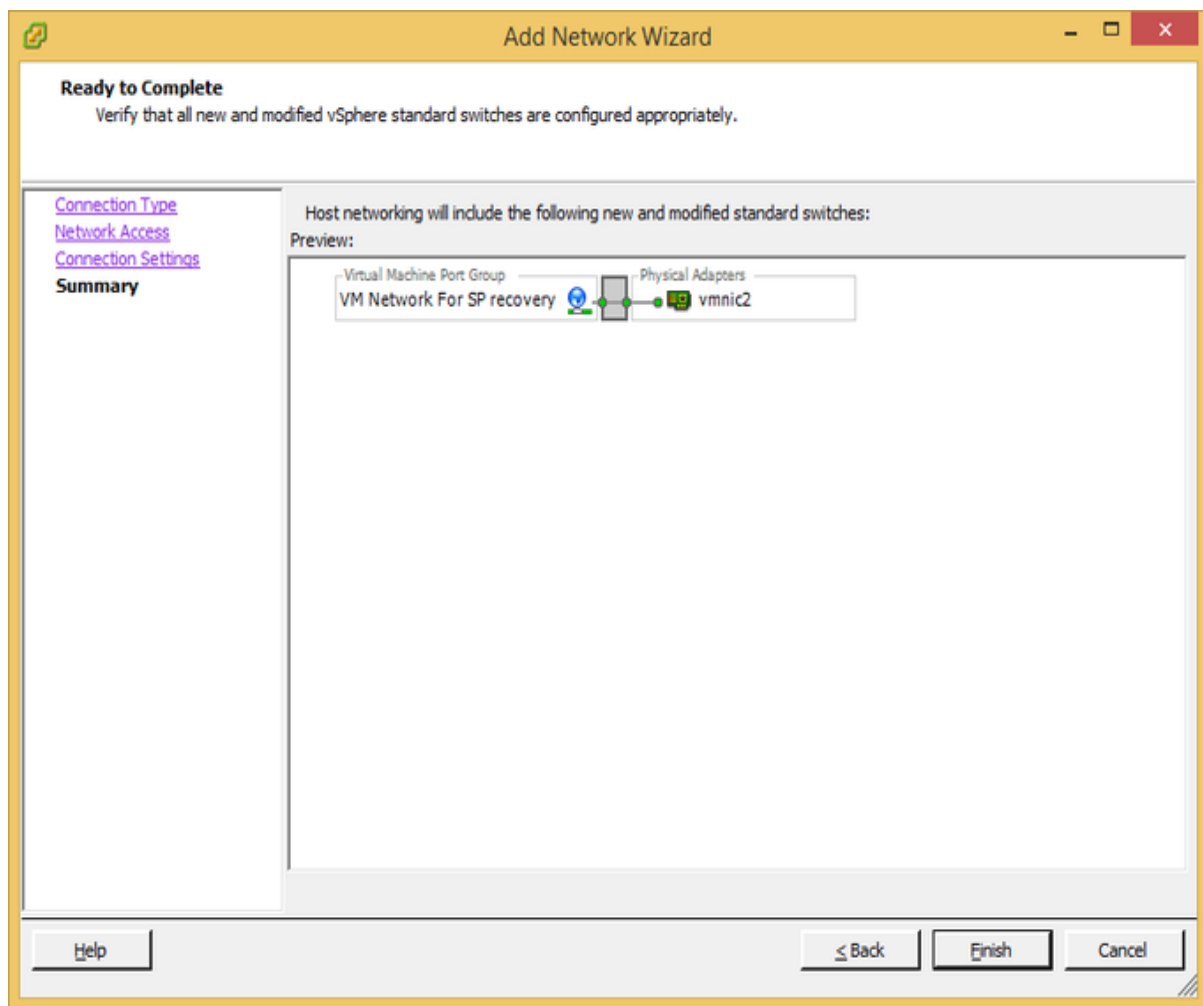 Add Network Wizard
Ready to Complete
Verify that all new and modified vSphere standard switches are configured appropriately.
Connection Type
Network Access
Connection Settings
Summary
Host networking will include the following new and modified standard switches:
Preview:
Virtual Machine Port Group
VM Network For SP recovery
Physical Adapters
vmnic2
Help
≤ Back
Finish
Cancel